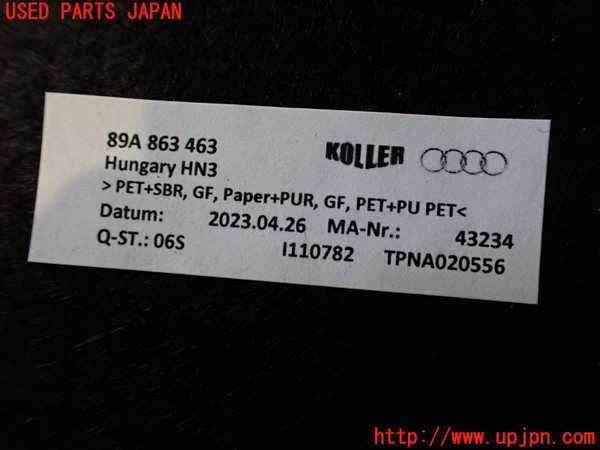 USED PARTS JAPAN
89A 863 463 KOLLER
Hungary HN3
> PET+SBR, GF, Paper+PUR, GF, PET+PU PET<
Datum: 2023.04.26 MA-Nr.: 43234
Q-ST.: 06S I110782 TPNA020556
http://www.upjpn.com/